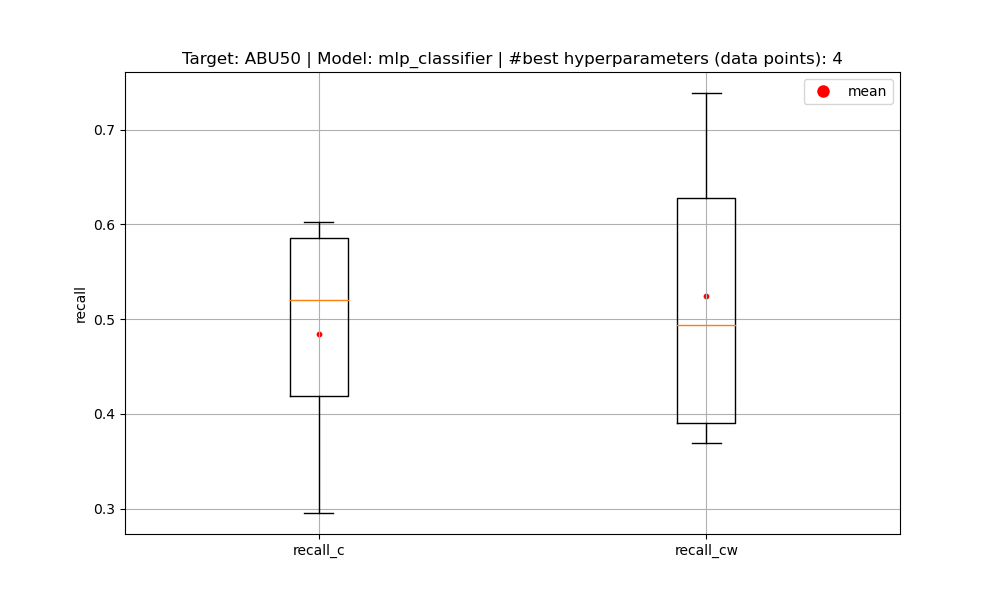 Target: ABU50 | Model: mlp_classifier | #best hyperparameters (data points): 4
mean
0.7
0.6
0.5
0.4
0.3
recall
recall_c
recall_cw